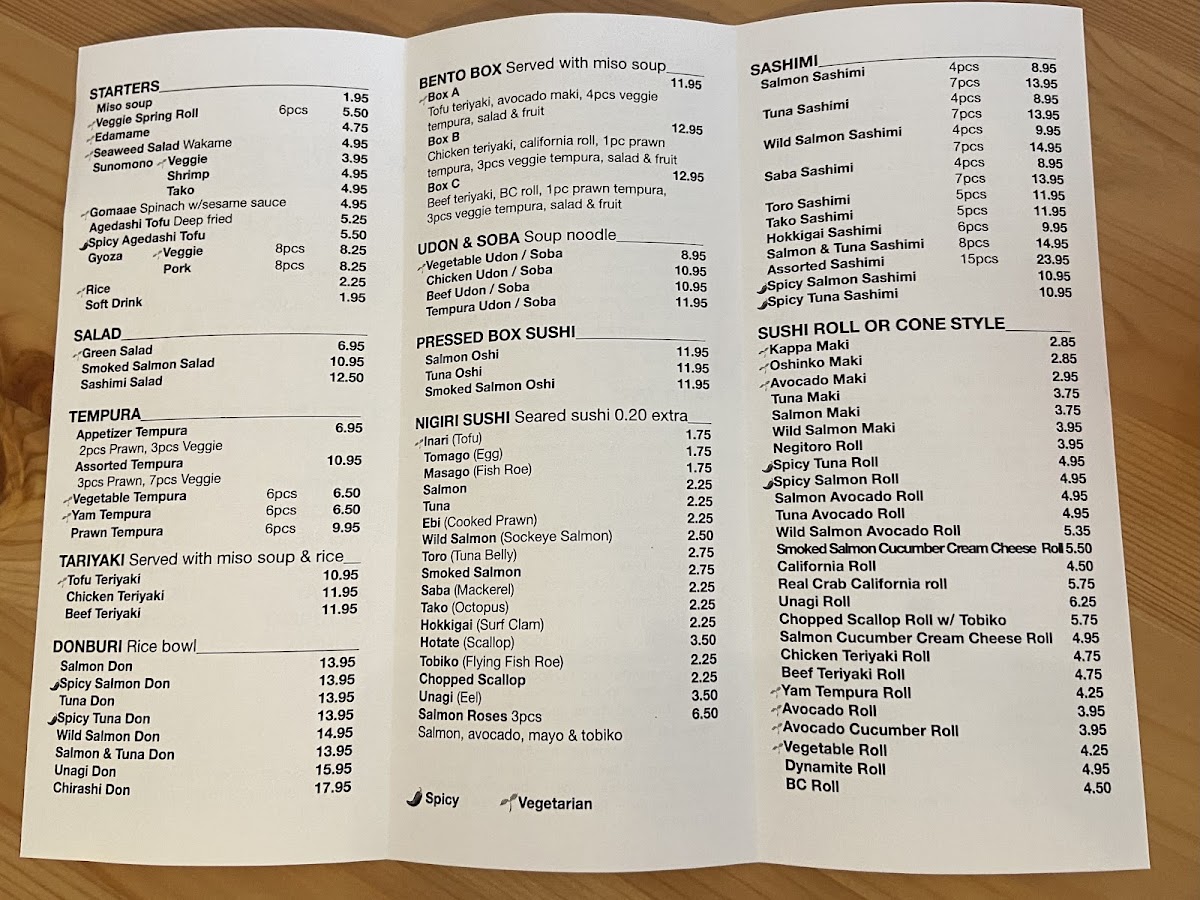 STARTERS
Miso soup 1.95
Veggie Spring Roll 6pcs 5.50
Edamame 4.75
Seaweed Salad Wakame 4.95
Sunomono Veggie 3.95
Shrimp 4.95
Tako 4.95
Gomaae Spinach w/sesame sauce 4.95
Agedashi Tofu Deep fried 5.25
Spicy Agedashi Tofu 5.50
Gyoza Veggie 8pcs 8.25
Pork 8pcs 8.25
Rice 2.25
Soft Drink 1.95
SALAD
Green Salad 6.95
Smoked Salmon Salad 10.95
Sashimi Salad 12.50
TEMPURA
Appetizer Tempura 6.95
2pcs Prawn, 3pcs Veggie
Assorted Tempura 10.95
3pcs Prawn, 7pcs Veggie
Vegetable Tempura 6pcs 6.50
Yam Tempura 6pcs 6.50
Prawn Tempura 6pcs 9.95
TARIYAKI Served with miso soup & rice
Tofu Teriyaki 10.95
Chicken Teriyaki 11.95
Beef Teriyaki 11.95
DONBURI Rice bowl
Salmon Don 13.95
Spicy Salmon Don 13.95
Tuna Don 13.95
Spicy Tuna Don 13.95
Wild Salmon Don 14.95
Salmon & Tuna Don 13.95
Unagi Don 15.95
Chirashi Don 17.95
BENTO BOX Served with miso soup
Box A 11.95
Tofu teriyaki, avocado maki, 4pcs veggie
tempura, salad & fruit
Box B 12.95
Chicken teriyaki, california roll, 1pc prawn
tempura, 3pcs veggie tempura, salad & fruit
Box C 12.95
Beef teriyaki, BC roll, 1pc prawn tempura,
3pcs veggie tempura, salad & fruit
UDON & SOBA Soup noodle
Vegetable Udon / Soba 8.95
Chicken Udon / Soba 10.95
Beef Udon / Soba 10.95
Tempura Udon / Soba 11.95
PRESSED BOX SUSHI
Salmon Oshi 11.95
Tuna Oshi 11.95
Smoked Salmon Oshi 11.95
NIGIRI SUSHI Seared sushi 0.20 extra
Inari (Tofu) 1.75
Tomago (Egg) 1.75
Masago (Fish Roe) 1.75
Salmon 2.25
Tuna 2.25
Ebi (Cooked Prawn) 2.25
Wild Salmon (Sockeye Salmon) 2.50
Toro (Tuna Belly) 2.75
Smoked Salmon 2.75
Saba (Mackerel) 2.25
Tako (Octopus) 2.25
Hokkigai (Surf Clam) 2.25
Hotate (Scallop) 3.50
Tobiko (Flying Fish Roe) 2.25
Chopped Scallop 2.25
Unagi (Eel) 3.50
Salmon Roses 3pcs 6.50
Salmon, avocado, mayo & tobiko
Spicy Vegetarian
SASHIMI
Salmon Sashimi 4pcs 8.95
7pcs 13.95
Tuna Sashimi 4pcs 8.95
7pcs 13.95
Wild Salmon Sashimi 4pcs 9.95
7pcs 14.95
Saba Sashimi 4pcs 8.95
7pcs 13.95
Toro Sashimi 5pcs 11.95
Tako Sashimi 5pcs 11.95
Hokkigai Sashimi 6pcs 9.95
Salmon & Tuna Sashimi 8pcs 14.95
Assorted Sashimi 15pcs 23.95
Spicy Salmon Sashimi 10.95
Spicy Tuna Sashimi 10.95
SUSHI ROLL OR CONE STYLE
Kappa Maki 2.85
Oshinko Maki 2.85
Avocado Maki 2.95
Tuna Maki 3.75
Salmon Maki 3.75
Wild Salmon Maki 3.95
Negitoro Roll 3.95
Spicy Tuna Roll 4.95
Spicy Salmon Roll 4.95
Salmon Avocado Roll 4.95
Tuna Avocado Roll 4.95
Wild Salmon Avocado Roll 5.35
Smoked Salmon Cucumber Cream Cheese Roll 5.50
California Roll 4.50
Real Crab California roll 5.75
Unagi Roll 6.25
Chopped Scallop Roll w/ Tobiko 5.75
Salmon Cucumber Cream Cheese Roll 4.95
Chicken Teriyaki Roll 4.75
Beef Teriyaki Roll 4.75
Yam Tempura Roll 4.25
Avocado Roll 3.95
Avocado Cucumber Roll 3.95
Vegetable Roll 4.25
Dynamite Roll 4.95
BC Roll 4.50